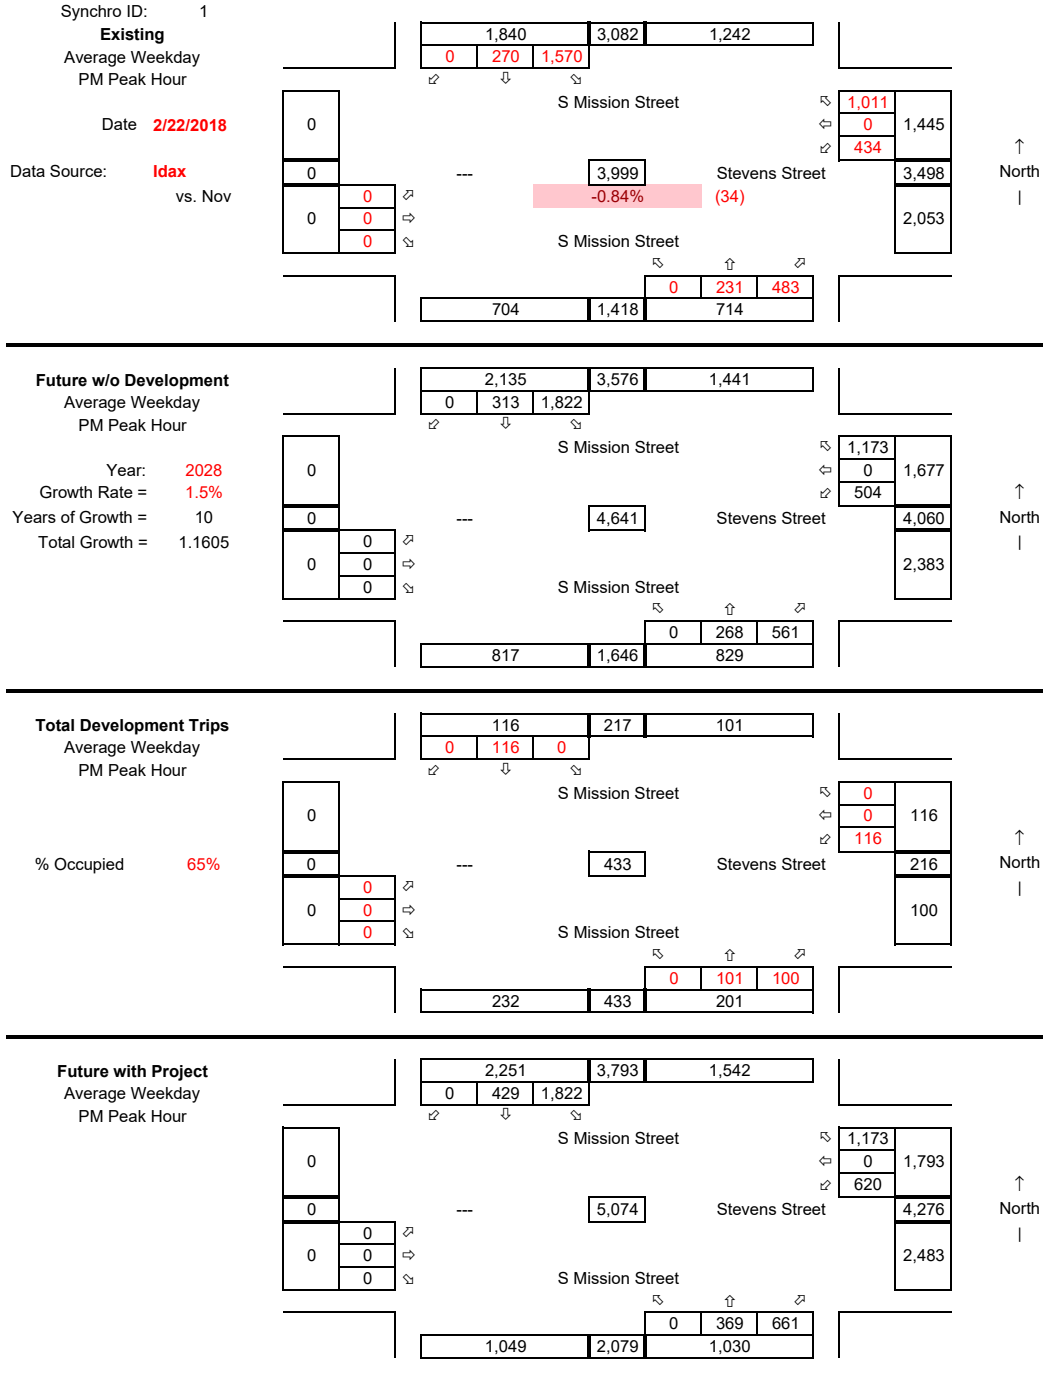 Synchro ID: 1
Existing 1,840 3,082 1,242
Average Weekday 0 270 1,570
PM Peak Hour ⬃ ⇩ ⬂
S Mission Street ⬁ 1,011
Date 2/22/2018 0 ⇦ 0 1,445
⬃ 434 ↑
Data Source: Idax 0 --- 3,999 Stevens Street 3,498 North
vs. Nov 0 ⬀ -0.84% (34) |
0 0 ⇨ 2,053
0 ⬂ S Mission Street
⬁ ⇧ ⬀
0 231 483
704 1,418 714
Future w/o Development 2,135 3,576 1,441
Average Weekday 0 313 1,822
PM Peak Hour ⬃ ⇩ ⬂
S Mission Street ⬁ 1,173
Year: 2028 0 ⇦ 0 1,677
Growth Rate = 1.5% ⬃ 504 ↑
Years of Growth = 10 0 --- 4,641 Stevens Street 4,060 North
Total Growth = 1.1605 0 ⬀ |
0 0 ⇨ 2,383
0 ⬂ S Mission Street
⬁ ⇧ ⬀
0 268 561
817 1,646 829
Total Development Trips 116 217 101
Average Weekday 0 116 0
PM Peak Hour ⬃ ⇩ ⬂
S Mission Street ⬁ 0
0 ⇦ 0 116
⬃ 116 ↑
% Occupied 65% 0 --- 433 Stevens Street 216 North
0 ⬀ |
0 0 ⇨ 100
0 ⬂ S Mission Street
⬁ ⇧ ⬀
0 101 100
232 433 201
Future with Project 2,251 3,793 1,542
Average Weekday 0 429 1,822
PM Peak Hour ⬃ ⇩ ⬂
S Mission Street ⬁ 1,173
0 ⇦ 0 1,793
⬃ 620 ↑
0 --- 5,074 Stevens Street 4,276 North
0 ⬀ |
0 0 ⇨ 2,483
0 ⬂ S Mission Street
⬁ ⇧ ⬀
0 369 661
1,049 2,079 1,030